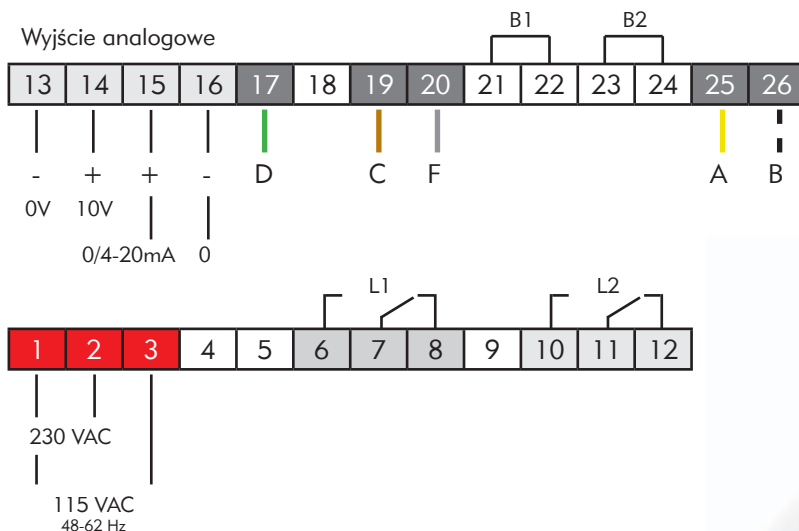 B1 B2
Wyjście analogowe
13 14 15 16 17 18 19 20 21 22 23 24 25 26
- + + - D C F A B
0V 10V
0/4-20mA 0
L1 L2
1 2 3 4 5 6 7 8 9 10 11 12
230 VAC
115 VAC
48-62 Hz